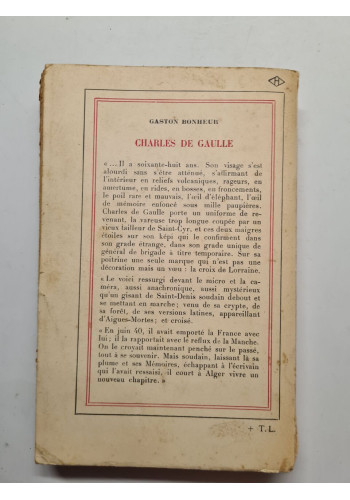 GASTON BONHEUR
CHARLES DE GAULLE
« ... Il a soixante-huit ans. Son visage s'est
alourdi sans s'être atténué, s'affirmant de
l'intérieur en reliefs volcaniques, rageurs, en
amertume, en rides, en bosses, en froncements,
le poil rare et mauvais, l'œil d'éléphant, l'œil
de mémoire enfoncé sous mille paupières.
Charles de Gaulle porte un uniforme de re-
venant, la vareuse trop longue coupée par un
vieux tailleur de Saint-Cyr, et ces deux maigres
étoiles sur son képi qui le confirment dans
son grade étrange, dans son grade unique de
général de brigade à titre temporaire. Sur sa
poitrine une seule marque qui n'est pas une
décoration mais un vœu : la croix de Lorraine.
« Le voici ressurgi devant le micro et la ca-
méra, aussi anachronique, aussi mystérieux
qu'un gisant de Saint-Denis soudain debout et
se mettant en marche; venu de sa crypte, de
sa forêt, de ses versions latines, appareillant
d'Aigues-Mortes ; et croisé.
« En juin 40, il avait emporté la France avec
lui ; il la rapportait avec le reflux de la Manche.
On le croyait maintenant penché sur le passé,
tout à se souvenir. Mais soudain, laissant là sa
plume et ses Mémoires, échappant à l'écrivain
qui l'avait ressaisi, il court à Alger vivre un
nouveau chapitre. »
+ T. L.